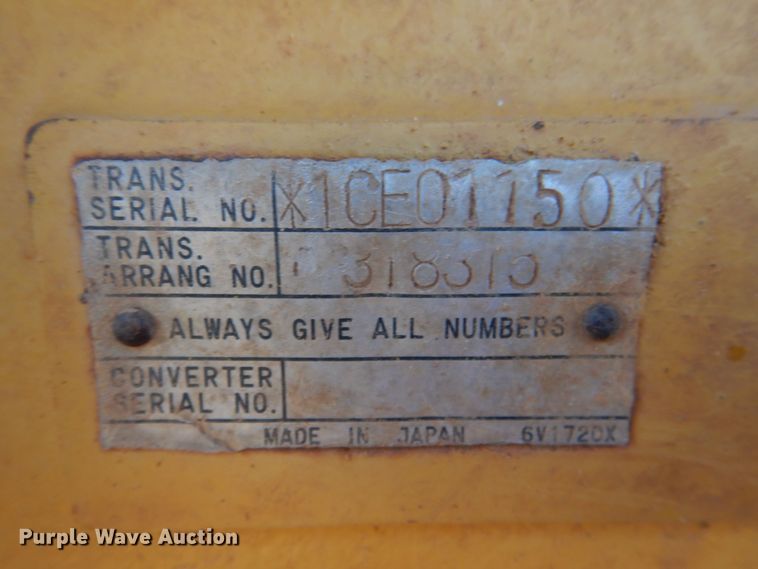 TRANS.
SERIAL NO. *1CE01150*
TRANS.
ARRANG NO.
ALWAYS GIVE ALL NUMBERS
CONVERTER
SERIAL NO.
MADE IN JAPAN 6V1720X
Purple Wave Auction